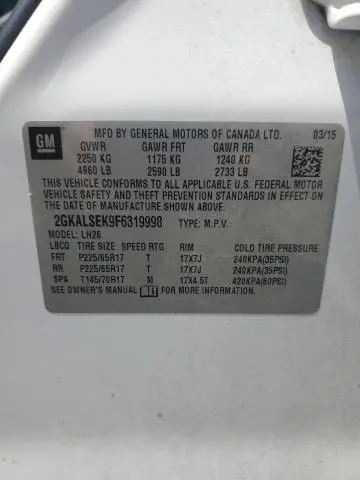 GM
MFD BY GENERAL MOTORS OF CANADA LTD. 03/15
GVWR GAWR FRT GAWR RR
2250 KG 1175 KG 1240 KG
4960 LB 2590 LB 2733 LB
THIS VEHICLE CONFORMS TO ALL APPLICABLE U.S. FEDERAL MOTOR
VEHICLE SAFETY AND THEFT PREVENTION STANDARDS IN EFFECT ON
THE DATE OF MANUFACTURE SHOWN ABOVE.
2GKALSEK9F6319998 TYPE: M.P.V.
MODEL: LH26
LBCO TIRE SIZE SPEED RTG RIM COLD TIRE PRESSURE
FRT P225/65R17 T 17X7J 240KPA(35PSI)
RR P225/65R17 T 17X7J 240KPA(35PSI)
SPA T145/70R17 M 17X4.5T 420KPA(60PSI)
SEE OWNER'S MANUAL FOR MORE INFORMATION.